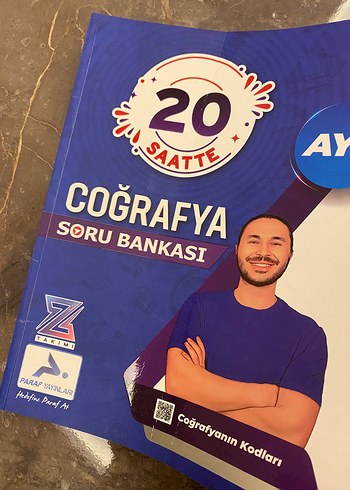 20
SAATTE
AY
COĞRAFYA
SORU BANKASI
Z
TAKIMI
PARAF YAYINLARI
Hedefine Paraf At
Coğrafyanın Kodları